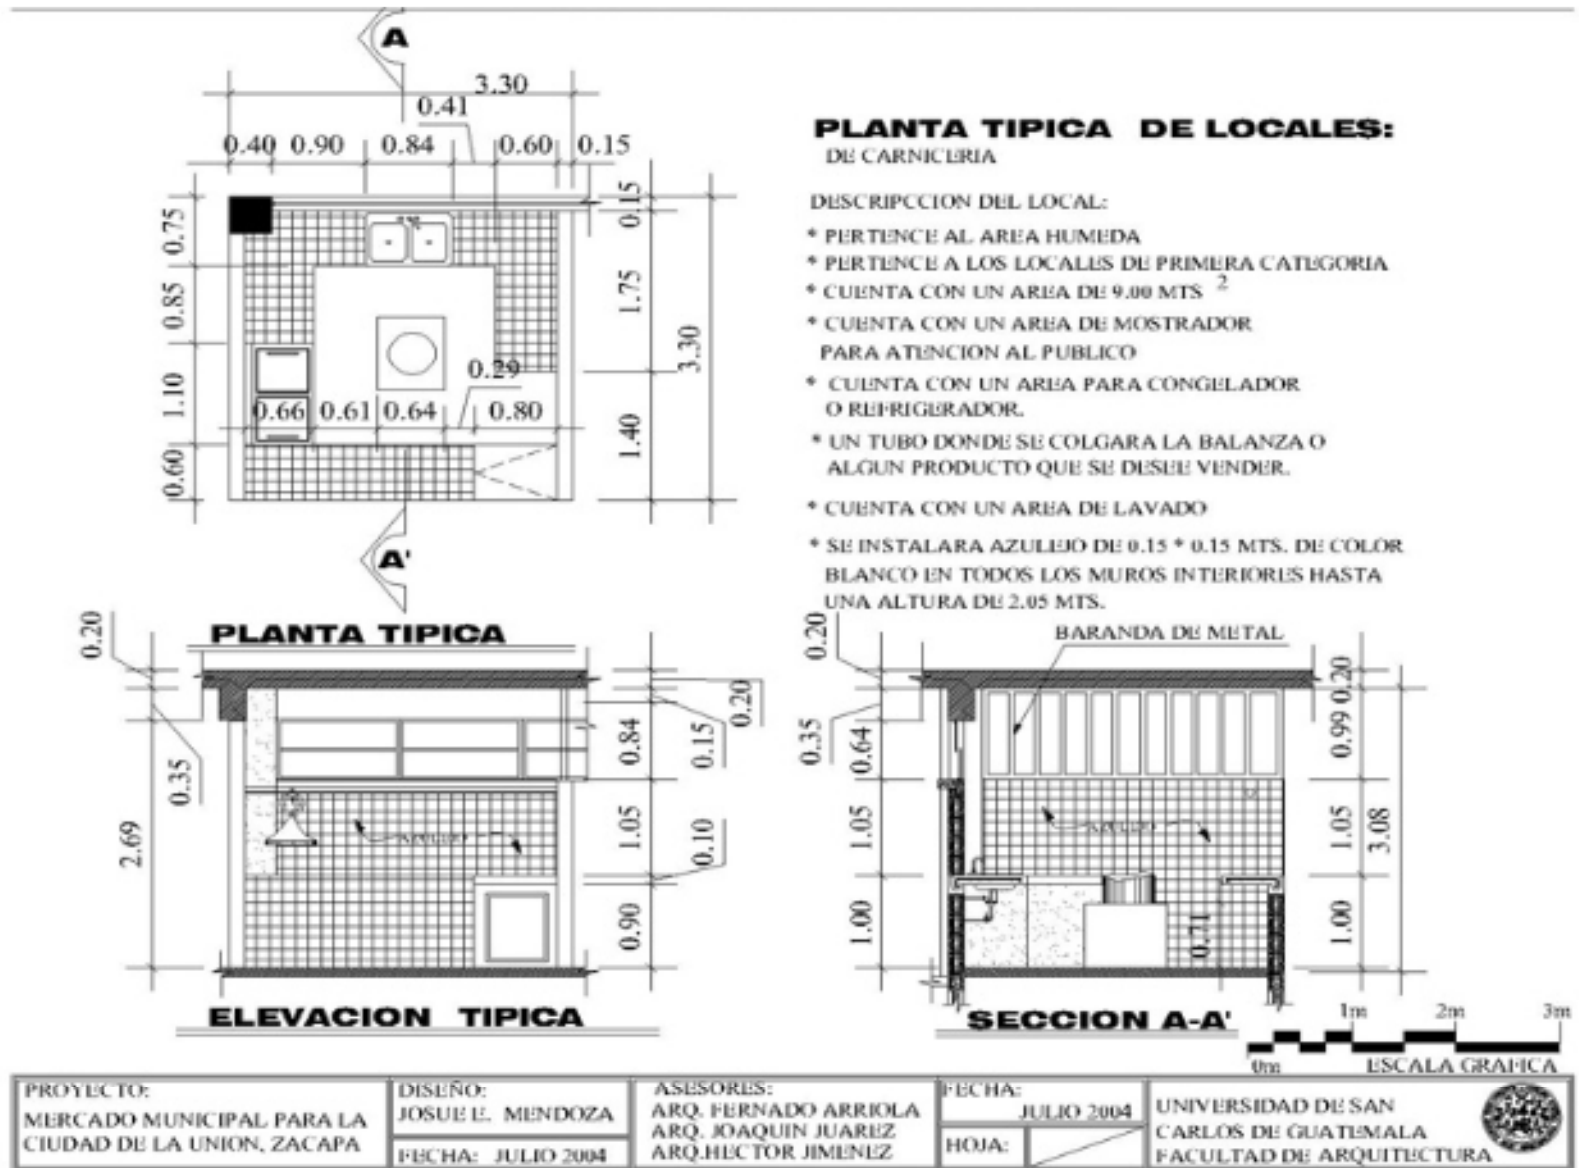 A
3.30
0.41
0.40 0.90 0.84 0.60 0.15
0.75
0.85
1.10
0.60
0.15
1.75
1.40
3.30
0.29
0.66 0.61 0.64 0.80
A'
PLANTA TIPICA
PLANTA TIPICA DE LOCALES:
DE CARNICERIA
DESCRIPCCION DEL LOCAL:
* PERTENCE AL AREA HUMEDA
* PERTENCE A LOS LOCALES DE PRIMERA CATEGORIA
* CUENTA CON UN AREA DE 9.00 MTS 2
* CUENTA CON UN AREA DE MOSTRADOR
PARA ATENCION AL PUBLICO
* CUENTA CON UN AREA PARA CONGELADOR
O REFRIGERADOR.
* UN TUBO DONDE SE COLGARA LA BALANZA O
ALGUN PRODUCTO QUE SE DESEE VENDER.
* CUENTA CON UN AREA DE LAVADO
* SE INSTALARA AZULEJO DE 0.15 * 0.15 MTS. DE COLOR
BLANCO EN TODOS LOS MUROS INTERIORES HASTA
UNA ALTURA DE 2.05 MTS.
0.20
0.35
2.69
AZULEJO
0.20
0.15
0.84
1.05
0.10
0.90
ELEVACION TIPICA
BARANDA DE METAL
0.20
0.35
0.64
1.05
1.00
AZULEJO
0.71
0.20
0.99
1.05
3.08
1.00
SECCION A-A'
1m 2m 3m
0m ESCALA GRAFICA
PROYECTO:
MERCADO MUNICIPAL PARA LA
CIUDAD DE LA UNION, ZACAPA
DISEÑO:
JOSUE E. MENDOZA
FECHA: JULIO 2004
ASESORES:
ARQ. FERNADO ARRIOLA
ARQ. JOAQUIN JUAREZ
ARQ.HECTOR JIMENEZ
FECHA:
JULIO 2004
HOJA:
UNIVERSIDAD DE SAN
CARLOS DE GUATEMALA
FACULTAD DE ARQUITECTURA